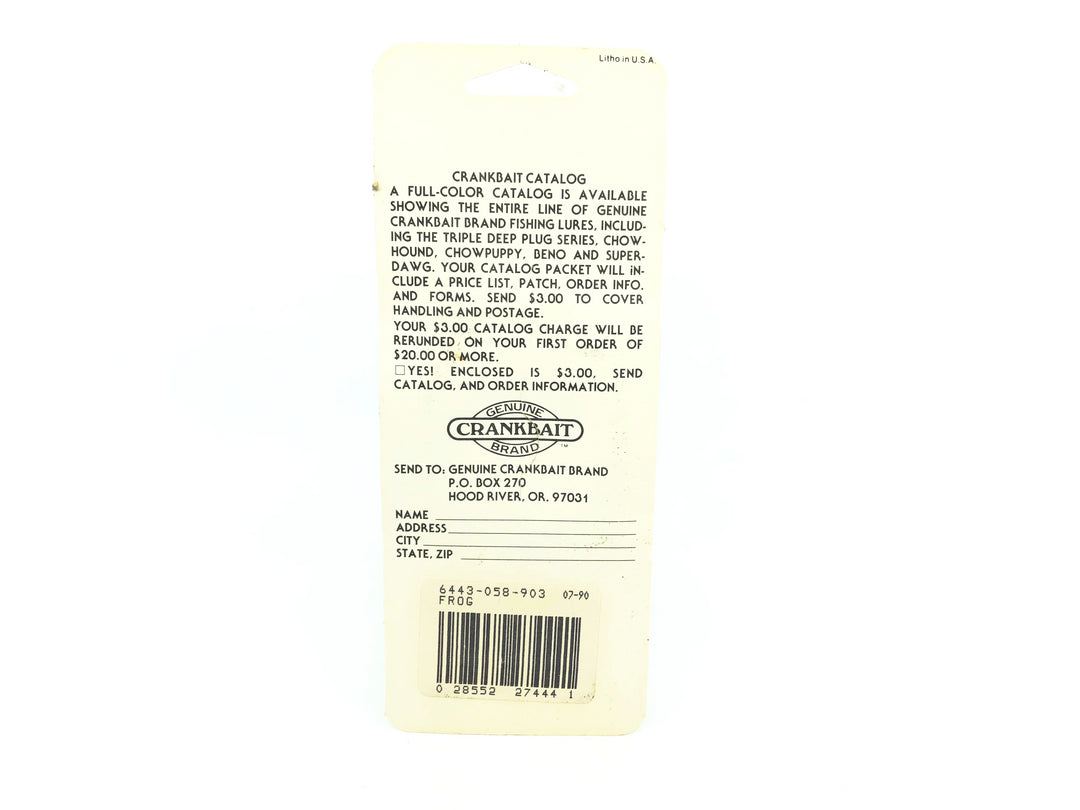 Litho in U.S.A.
CRANKBAIT CATALOG
A FULL-COLOR CATALOG IS AVAILABLE
SHOWING THE ENTIRE LINE OF GENUINE
CRANKBAIT BRAND FISHING LURES, INCLUD-
ING THE TRIPLE DEEP PLUG SERIES, CHOW-
HOUND, CHOWPUPPY, BENO AND SUPER-
DAWG. YOUR CATALOG PACKET WILL iN-
CLUDE A PRICE LIST, PATCH, ORDER INFO.
AND FORMS. SEND $3.00 TO COVER
HANDLING AND POSTAGE.
YOUR $3.00 CATALOG CHARGE WILL BE
RERUNDED ON YOUR FIRST ORDER OF
$20.00 OR MORE.
☐YES! ENCLOSED IS $3.00, SEND
CATALOG, AND ORDER INFORMATION.
GENUINE
CRANKBAIT
BRAND ™
SEND TO: GENUINE CRANKBAIT BRAND
P.O. BOX 270
HOOD RIVER, OR. 97031
NAME
ADDRESS
CITY
STATE, ZIP
6443-058-903 07-90
FROG
0 28552 27444 1